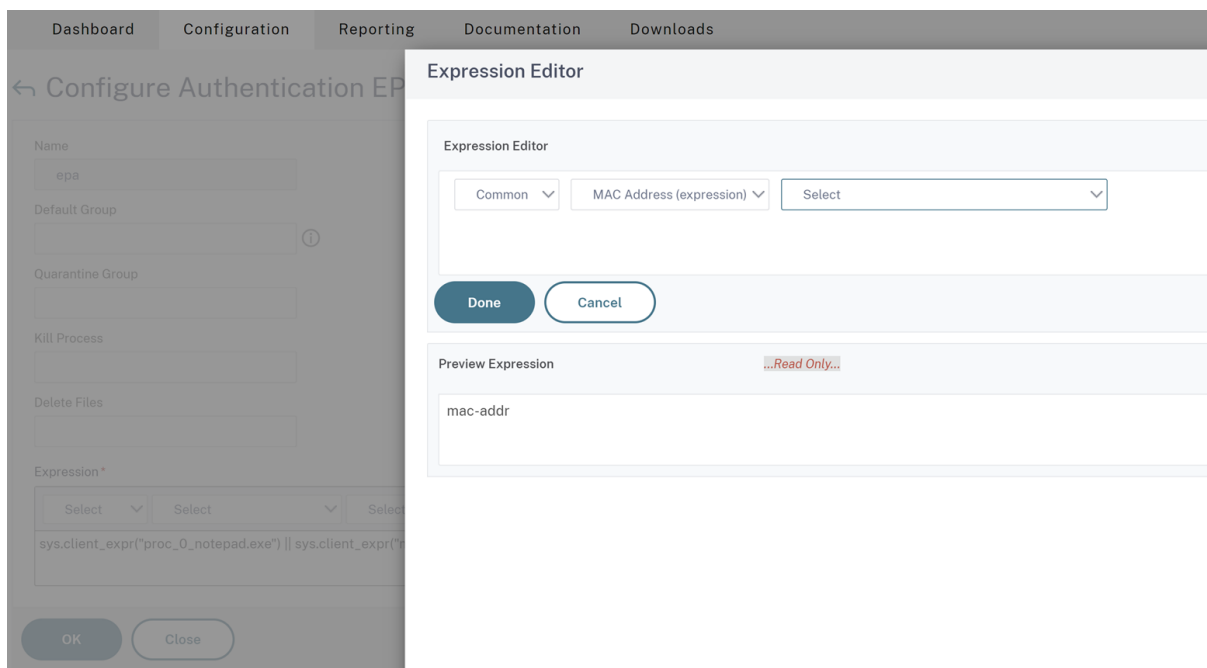 Dashboard Configuration Reporting Documentation Downloads
Configure Authentication EP
Expression Editor
Name
epa
Default Group
Quarantine Group
Kill Process
Delete Files
Expression*
Select Select Select
sys.client_expr("proc_0_notepad.exe") || sys.client_expr("
OK Close
Expression Editor
Common MAC Address (expression) Select
Done Cancel
Preview Expression ...Read Only...
mac-addr